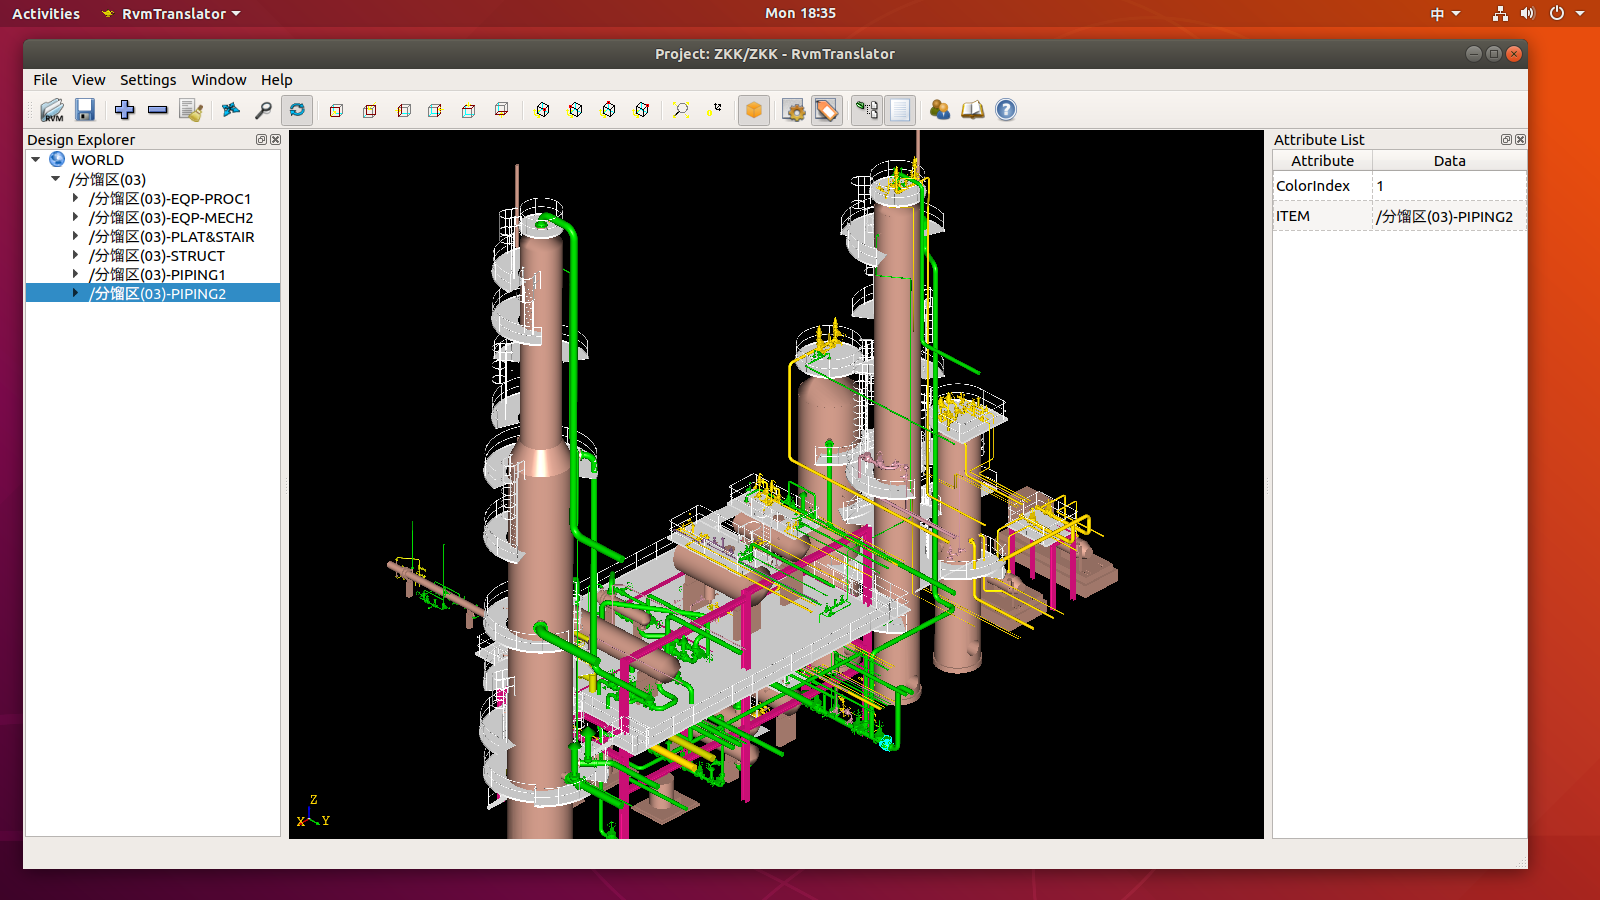 Activities RvmTranslator Mon 18:35 中
Project: ZKK/ZKK - RvmTranslator
File View Settings Window Help
RVM
Design Explorer
WORLD
/分馏区(03)
/分馏区(03)-EQP-PROC1
/分馏区(03)-EQP-MECH2
/分馏区(03)-PLAT&STAIR
/分馏区(03)-STRUCT
/分馏区(03)-PIPING1
/分馏区(03)-PIPING2
Z
X Y
Attribute List
Attribute Data
ColorIndex 1
ITEM /分馏区(03)-PIPING2